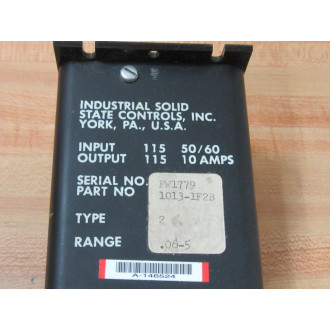 INDUSTRIAL SOLID
STATE CONTROLS, INC.
YORK, PA., U.S.A.
INPUT 115 50/60
OUTPUT 115 10 AMPS
SERIAL NO. PW1779
PART NO 1013-1F2B
TYPE 2
RANGE .06-5
A-146524